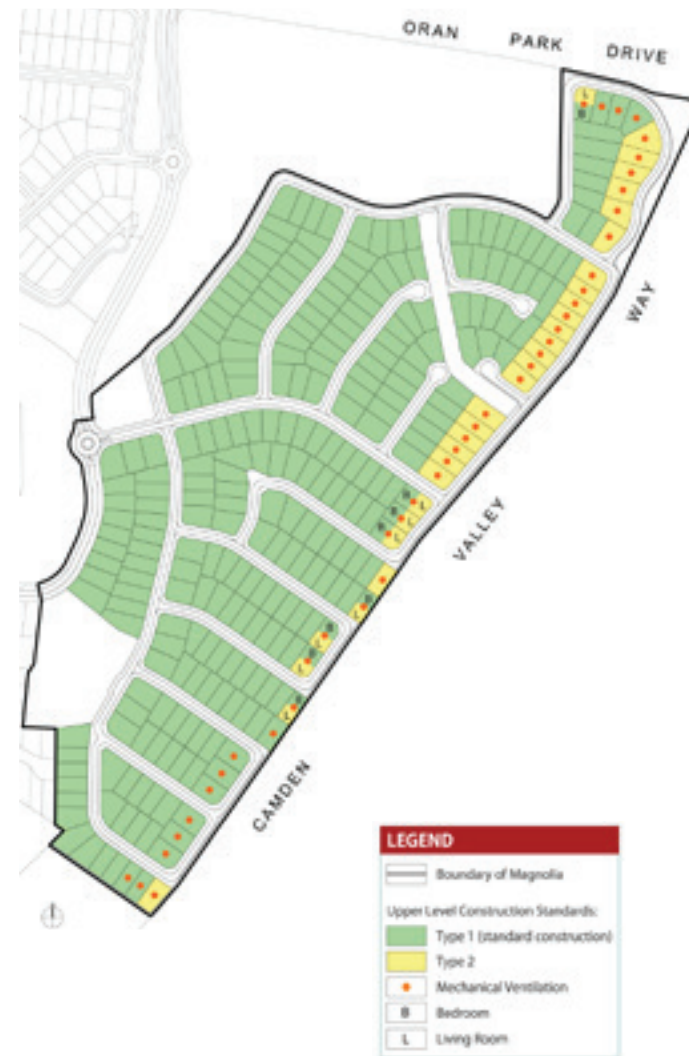 ORAN PARK DRIVE
L
B
WAY
VALLEY
B
B
B
L
L
L
B
L
B
L
B
L
B
L
CAMDEN
LEGEND
Boundary of Magnolia
Upper Level Construction Standards:
Type 1 (standard construction)
Type 2
Mechanical Ventilation
B Bedroom
L Living Room